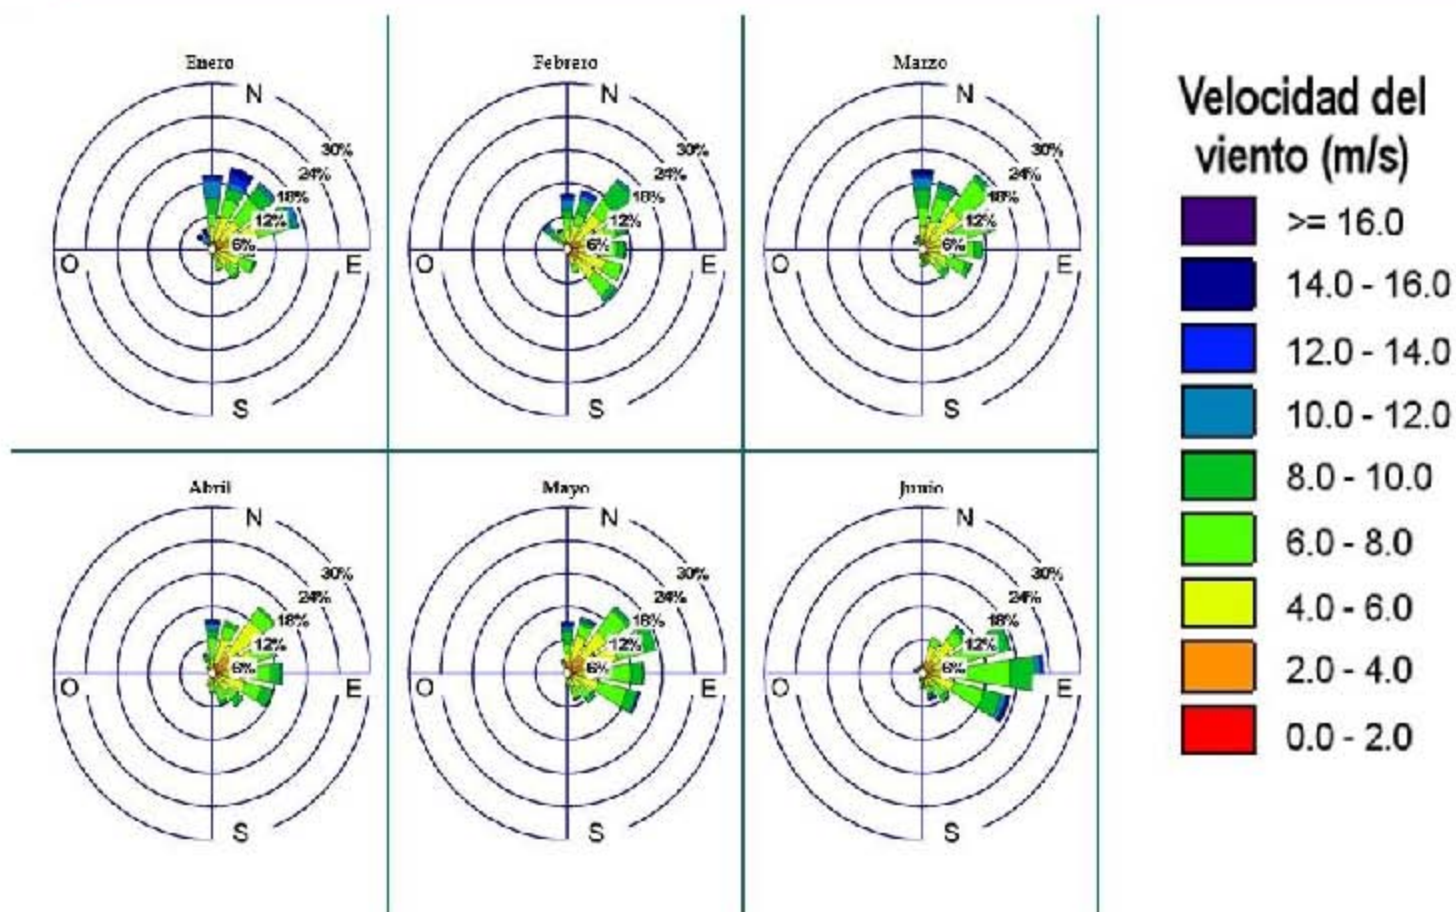 Enero
N
30%
24%
18%
12%
6%
O
E
S
Febrero
N
30%
24%
18%
12%
6%
O
E
S
Marzo
N
30%
24%
18%
12%
6%
O
E
S
Abril
N
30%
24%
18%
12%
6%
O
E
S
Mayo
N
30%
24%
18%
12%
6%
O
E
S
Junio
N
30%
24%
18%
12%
6%
O
E
S
Velocidad del
viento (m/s)
>= 16.0
14.0 - 16.0
12.0 - 14.0
10.0 - 12.0
8.0 - 10.0
6.0 - 8.0
4.0 - 6.0
2.0 - 4.0
0.0 - 2.0